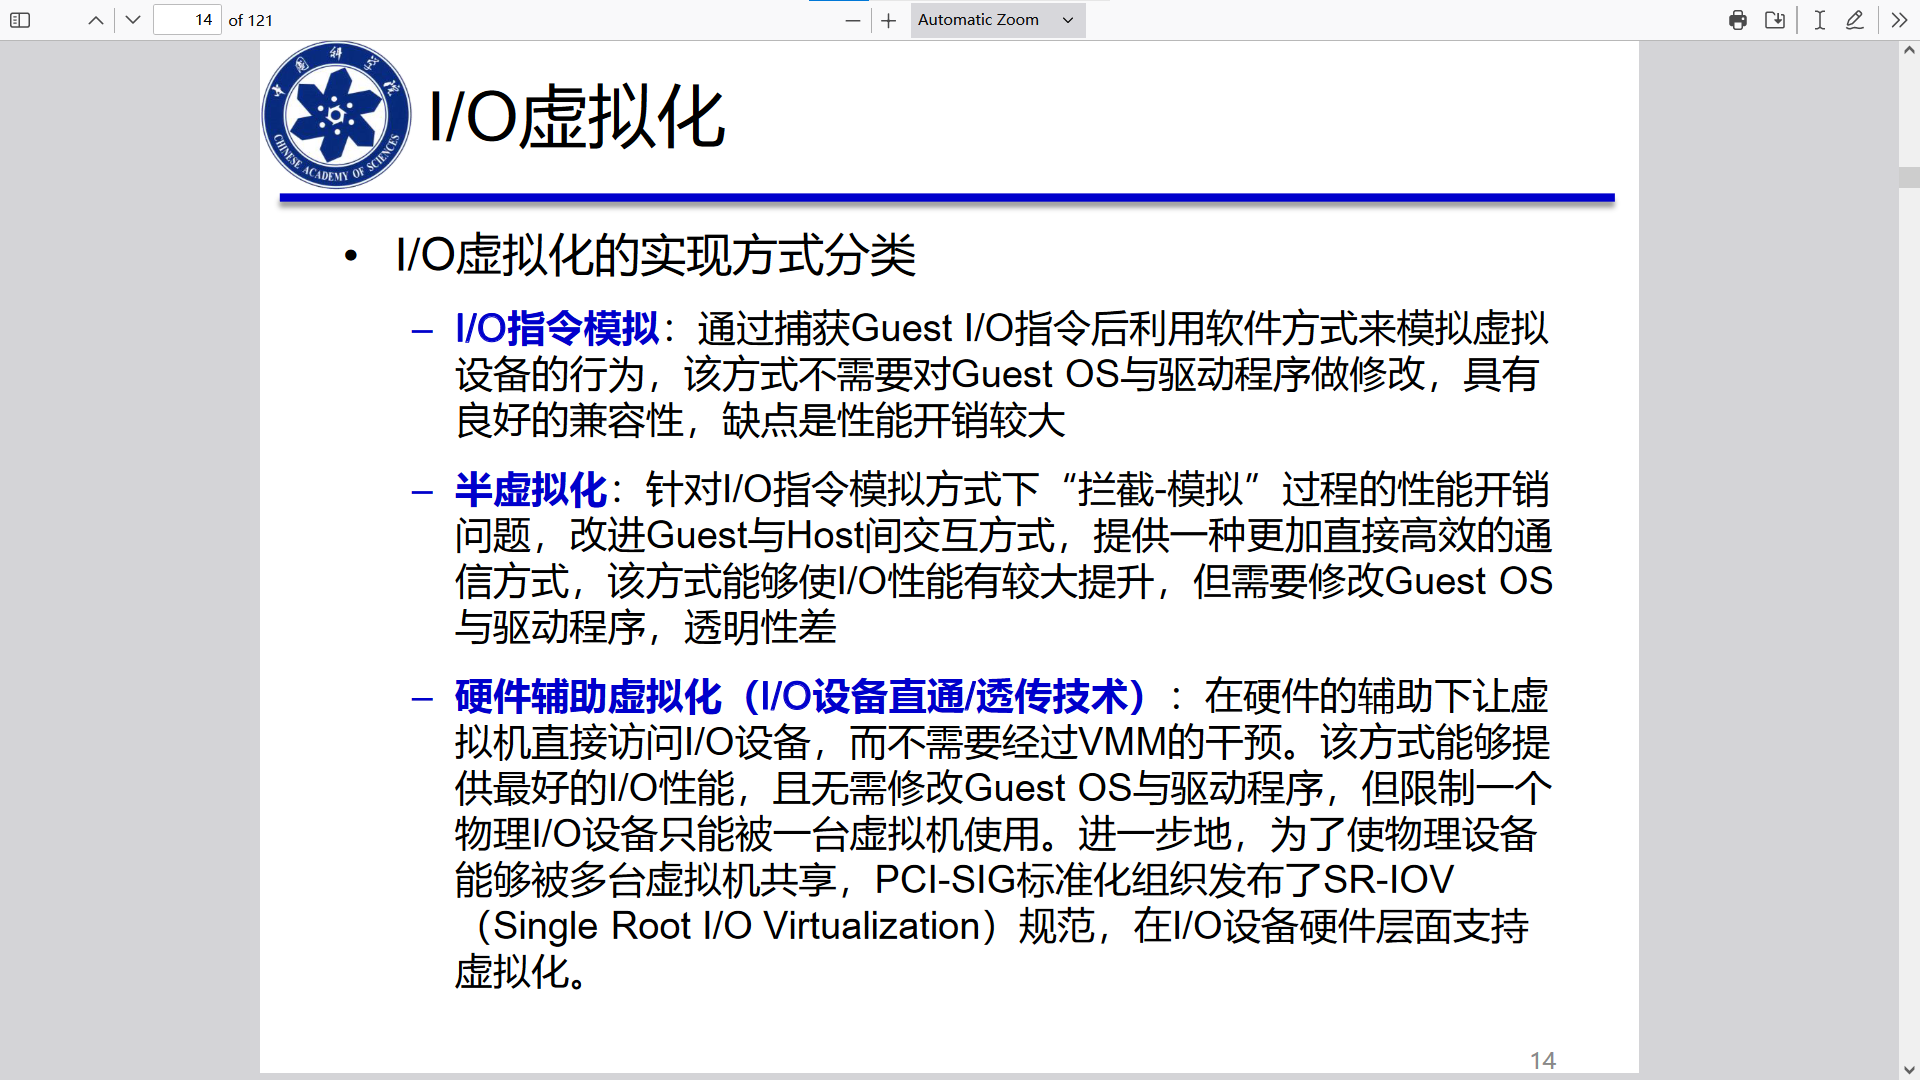 14 of 121
Automatic Zoom
中国科学院
CHINESE ACADEMY OF SCIENCES
I/O虚拟化
• I/O虚拟化的实现方式分类
– I/O指令模拟：通过捕获Guest I/O指令后利用软件方式来模拟虚拟
设备的行为，该方式不需要对Guest OS与驱动程序做修改，具有
良好的兼容性，缺点是性能开销较大
– 半虚拟化：针对I/O指令模拟方式下“拦截-模拟”过程的性能开销
问题，改进Guest与Host间交互方式，提供一种更加直接高效的通
信方式，该方式能够使I/O性能有较大提升，但需要修改Guest OS
与驱动程序，透明性差
– 硬件辅助虚拟化（I/O设备直通/透传技术）：在硬件的辅助下让虚
拟机直接访问I/O设备，而不需要经过VMM的干预。该方式能够提
供最好的I/O性能，且无需修改Guest OS与驱动程序，但限制一个
物理I/O设备只能被一台虚拟机使用。进一步地，为了使物理设备
能够被多台虚拟机共享，PCI-SIG标准化组织发布了SR-IOV
（Single Root I/O Virtualization）规范，在I/O设备硬件层面支持
虚拟化。
14